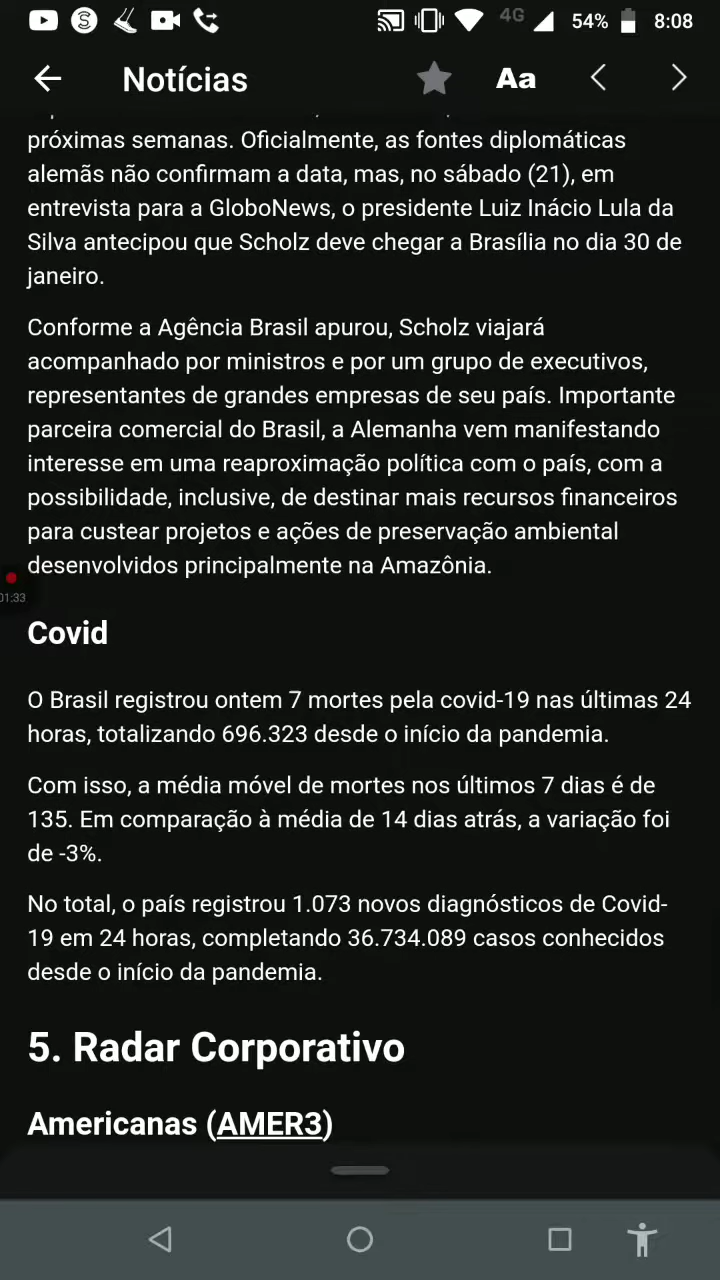 4G
54%
8:08
Notícias
Aa
próximas semanas. Oficialmente, as fontes diplomáticas
alemãs não confirmam a data, mas, no sábado (21), em
entrevista para a GloboNews, o presidente Luiz Inácio Lula da
Silva antecipou que Scholz deve chegar a Brasília no dia 30 de
janeiro.
Conforme a Agência Brasil apurou, Scholz viajará
acompanhado por ministros e por um grupo de executivos,
representantes de grandes empresas de seu país. Importante
parceira comercial do Brasil, a Alemanha vem manifestando
interesse em uma reaproximação política com o país, com a
possibilidade, inclusive, de destinar mais recursos financeiros
para custear projetos e ações de preservação ambiental
desenvolvidos principalmente na Amazônia.
01:33
Covid
O Brasil registrou ontem 7 mortes pela covid-19 nas últimas 24
horas, totalizando 696.323 desde o início da pandemia.
Com isso, a média móvel de mortes nos últimos 7 dias é de
135. Em comparação à média de 14 dias atrás, a variação foi
de -3%.
No total, o país registrou 1.073 novos diagnósticos de Covid-
19 em 24 horas, completando 36.734.089 casos conhecidos
desde o início da pandemia.
5. Radar Corporativo
Americanas (AMER3)